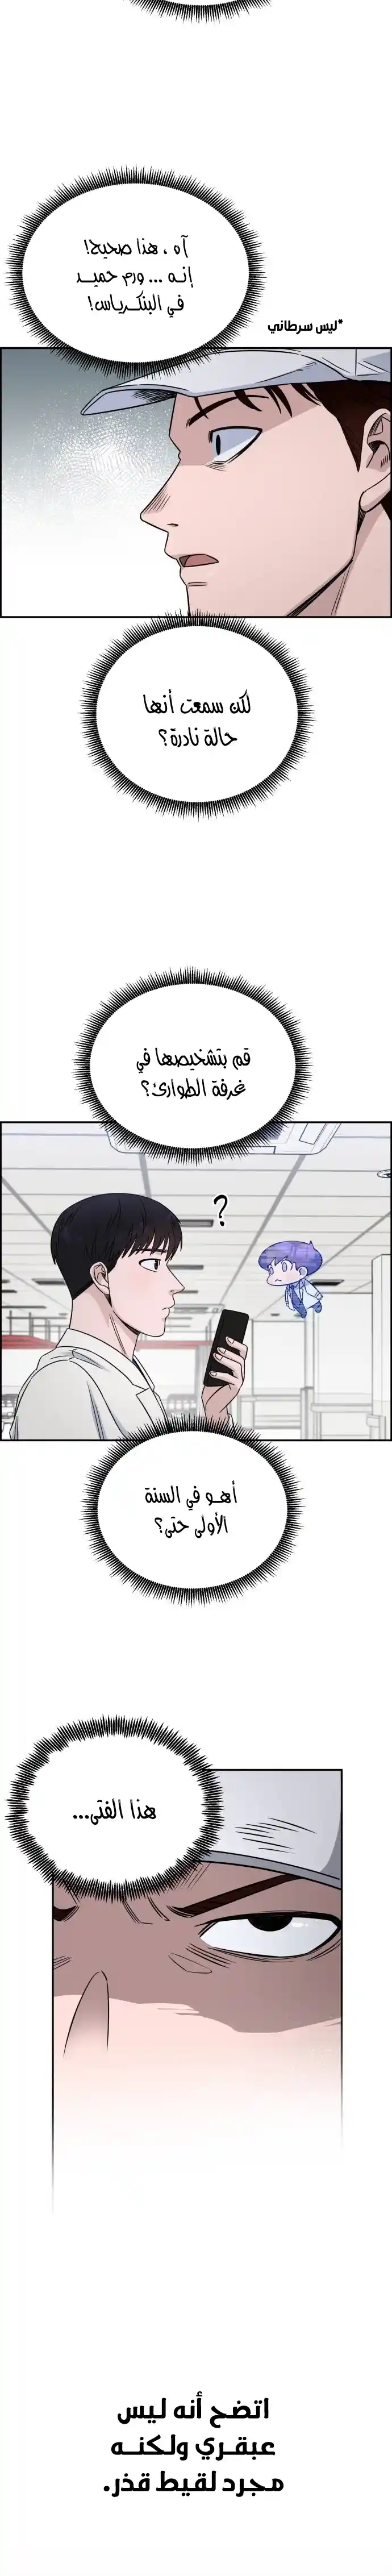 آه ، هذا صحيح!
إنـه ... ورم حميـد
في البنكـرياس!
*ليس سرطاني
لكن سمعت أنها
حالة نادرة؟
قم بتشخيصها في
غرفة الطوارئ؟
?
أهـو في السنة
الأولى حتى؟
هذا الفتى...
اتضح أنه ليس
عبقـري ولكنـه
مجرد لقيط قذر.